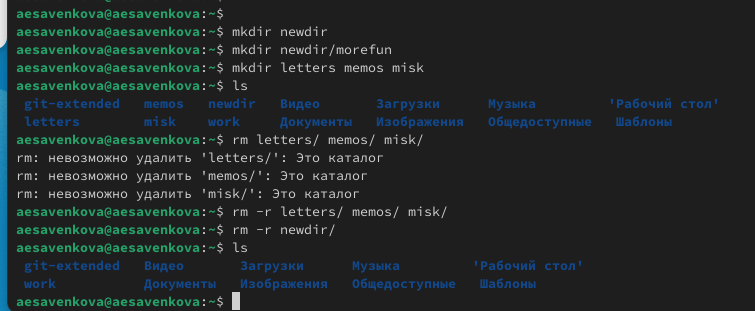 aesavenkova@aesavenkova:~$
aesavenkova@aesavenkova:~$ mkdir newdir
aesavenkova@aesavenkova:~$ mkdir newdir/morefun
aesavenkova@aesavenkova:~$ mkdir letters memos misk
aesavenkova@aesavenkova:~$ ls
git-extended memos newdir Видео Загрузки Музыка 'Рабочий стол'
letters misk work Документы Изображения Общедоступные Шаблоны
aesavenkova@aesavenkova:~$ rm letters/ memos/ misk/
rm: невозможно удалить 'letters/': Это каталог
rm: невозможно удалить 'memos/': Это каталог
rm: невозможно удалить 'misk/': Это каталог
aesavenkova@aesavenkova:~$ rm -r letters/ memos/ misk/
aesavenkova@aesavenkova:~$ rm -r newdir/
aesavenkova@aesavenkova:~$ ls
git-extended Видео Загрузки Музыка 'Рабочий стол'
work Документы Изображения Общедоступные Шаблоны
aesavenkova@aesavenkova:~$